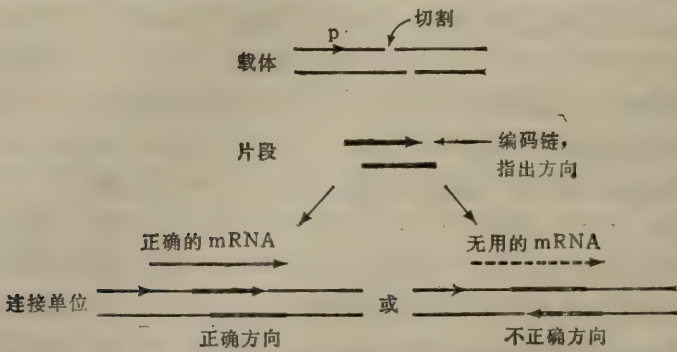 切割
p
载体
片段
编码链，
指出方向
正确的 mRNA
无用的 mRNA
连接单位
或
正确方向
不正确方向